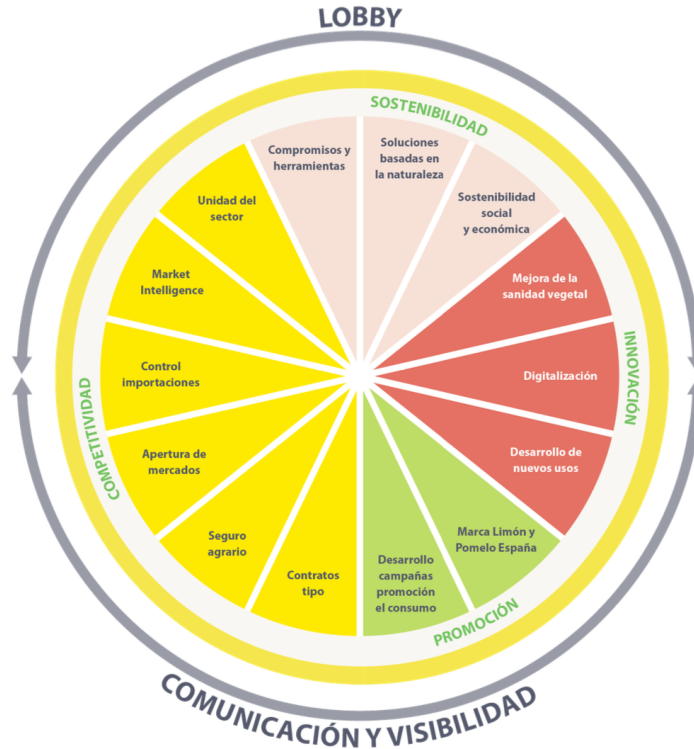 LOBBY
SOSTENIBILIDAD
Compromisos y
herramientas
Soluciones
basadas en
la naturaleza
Sostenibilidad
social
y económica
INNOVACIÓN
Mejora de la
sanidad vegetal
Digitalización
Desarrollo de
nuevos usos
PROMOCIÓN
Marca Limón y
Pomelo España
Desarrollo
campañas
promoción
el consumo
COMPETITIVIDAD
Contratos
tipo
Seguro
agrario
Apertura de
mercados
Control
importaciones
Market
Intelligence
Unidad del
sector
COMUNICACIÓN Y VISIBILIDAD